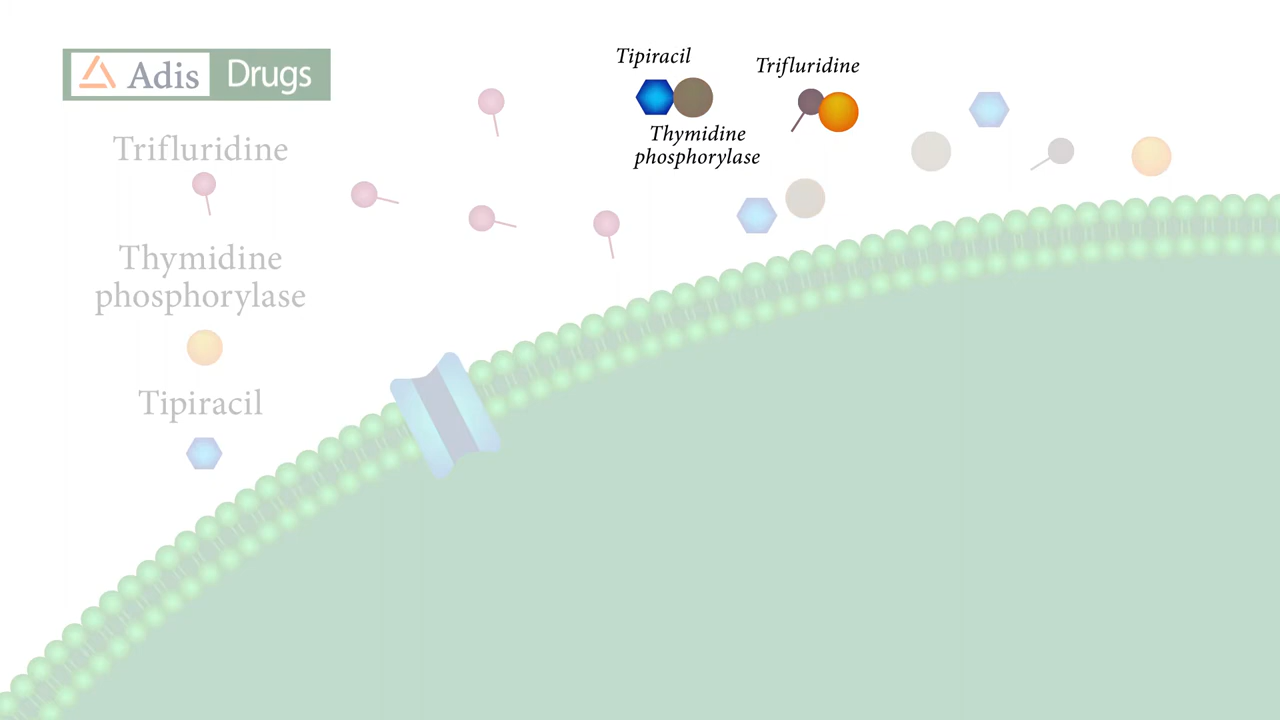 Adis Drugs
Trifluridine
Thymidine
phosphorylase
Tipiracil
Tipiracil
Thymidine
phosphorylase
Trifluridine